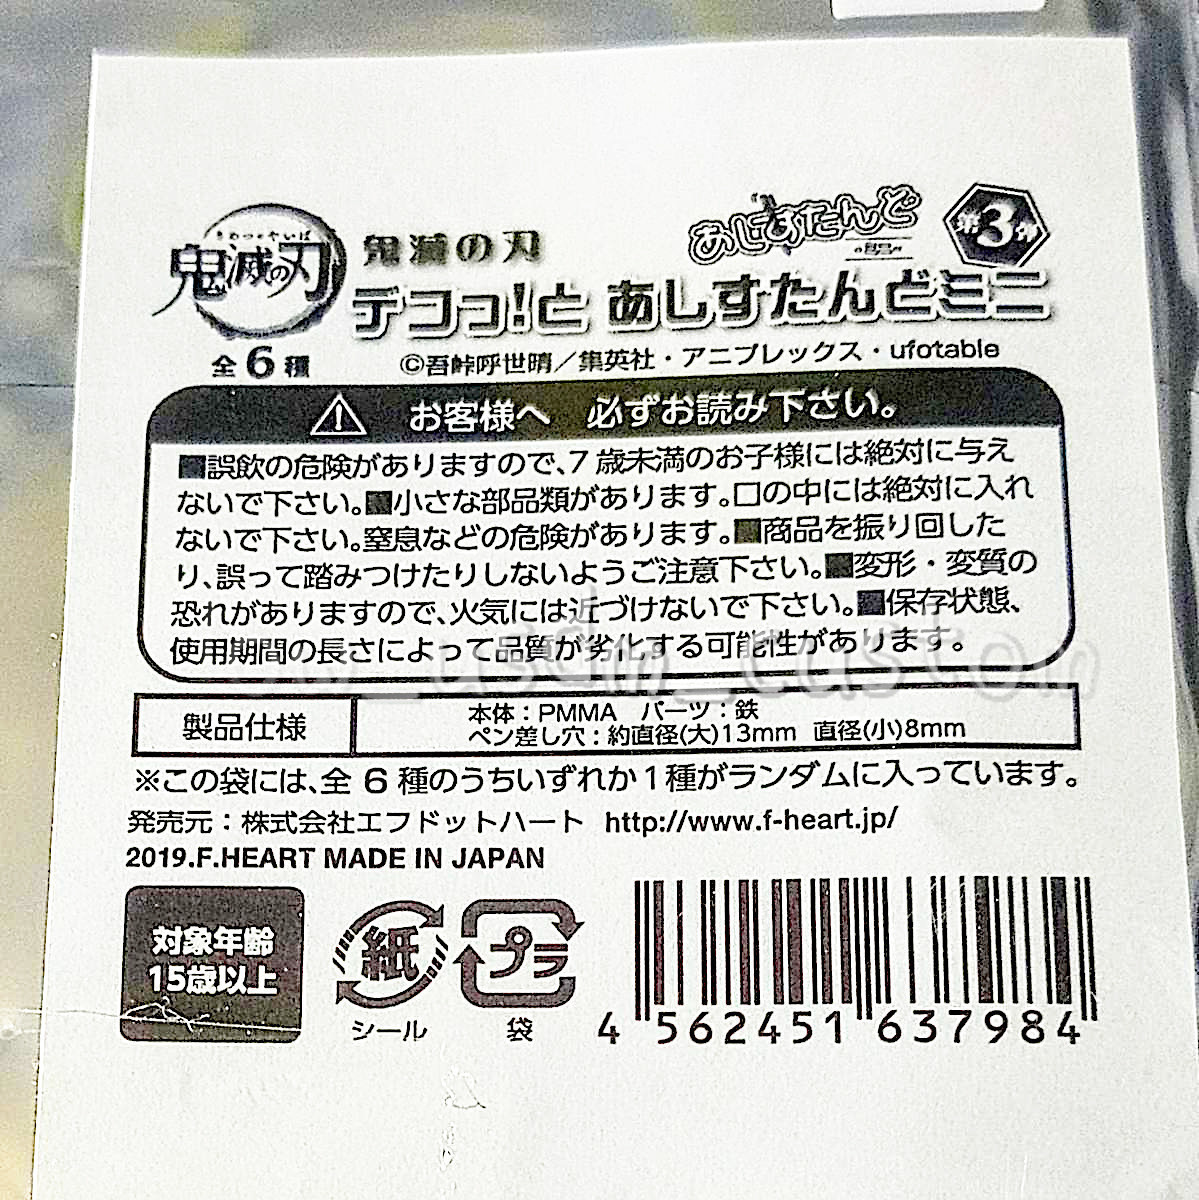 あしすたんど
第3弾
きめつのやいば
鬼滅の刃
鬼滅の刃
デコっ!と あしすたんどミニ
全6種
©吾峠呼世晴／集英社・アニプレックス・ufotable
お客様へ 必ずお読み下さい。
■誤飲の危険がありますので、7歳未満のお子様には絶対に与え
ないで下さい。■小さな部品類があります。口の中には絶対に入れ
ないで下さい。窒息などの危険があります。■商品を振り回した
り、誤って踏みつけたりしないようご注意下さい。■変形・変質の
恐れがありますので、火気には近づけないで下さい。■保存状態、
使用期間の長さによって品質が劣化する可能性があります。
製品仕様
本体：PMMA パーツ：鉄
ペン差し穴：約直径(大)13mm 直径(小)8mm
※この袋には、全6種のうちいずれか1種がランダムに入っています。
発売元：株式会社エフドットハート http://www.f-heart.jp/
2019.F.HEART MADE IN JAPAN
対象年齢
15歳以上
紙
シール
プラ
袋
4 562451 637984